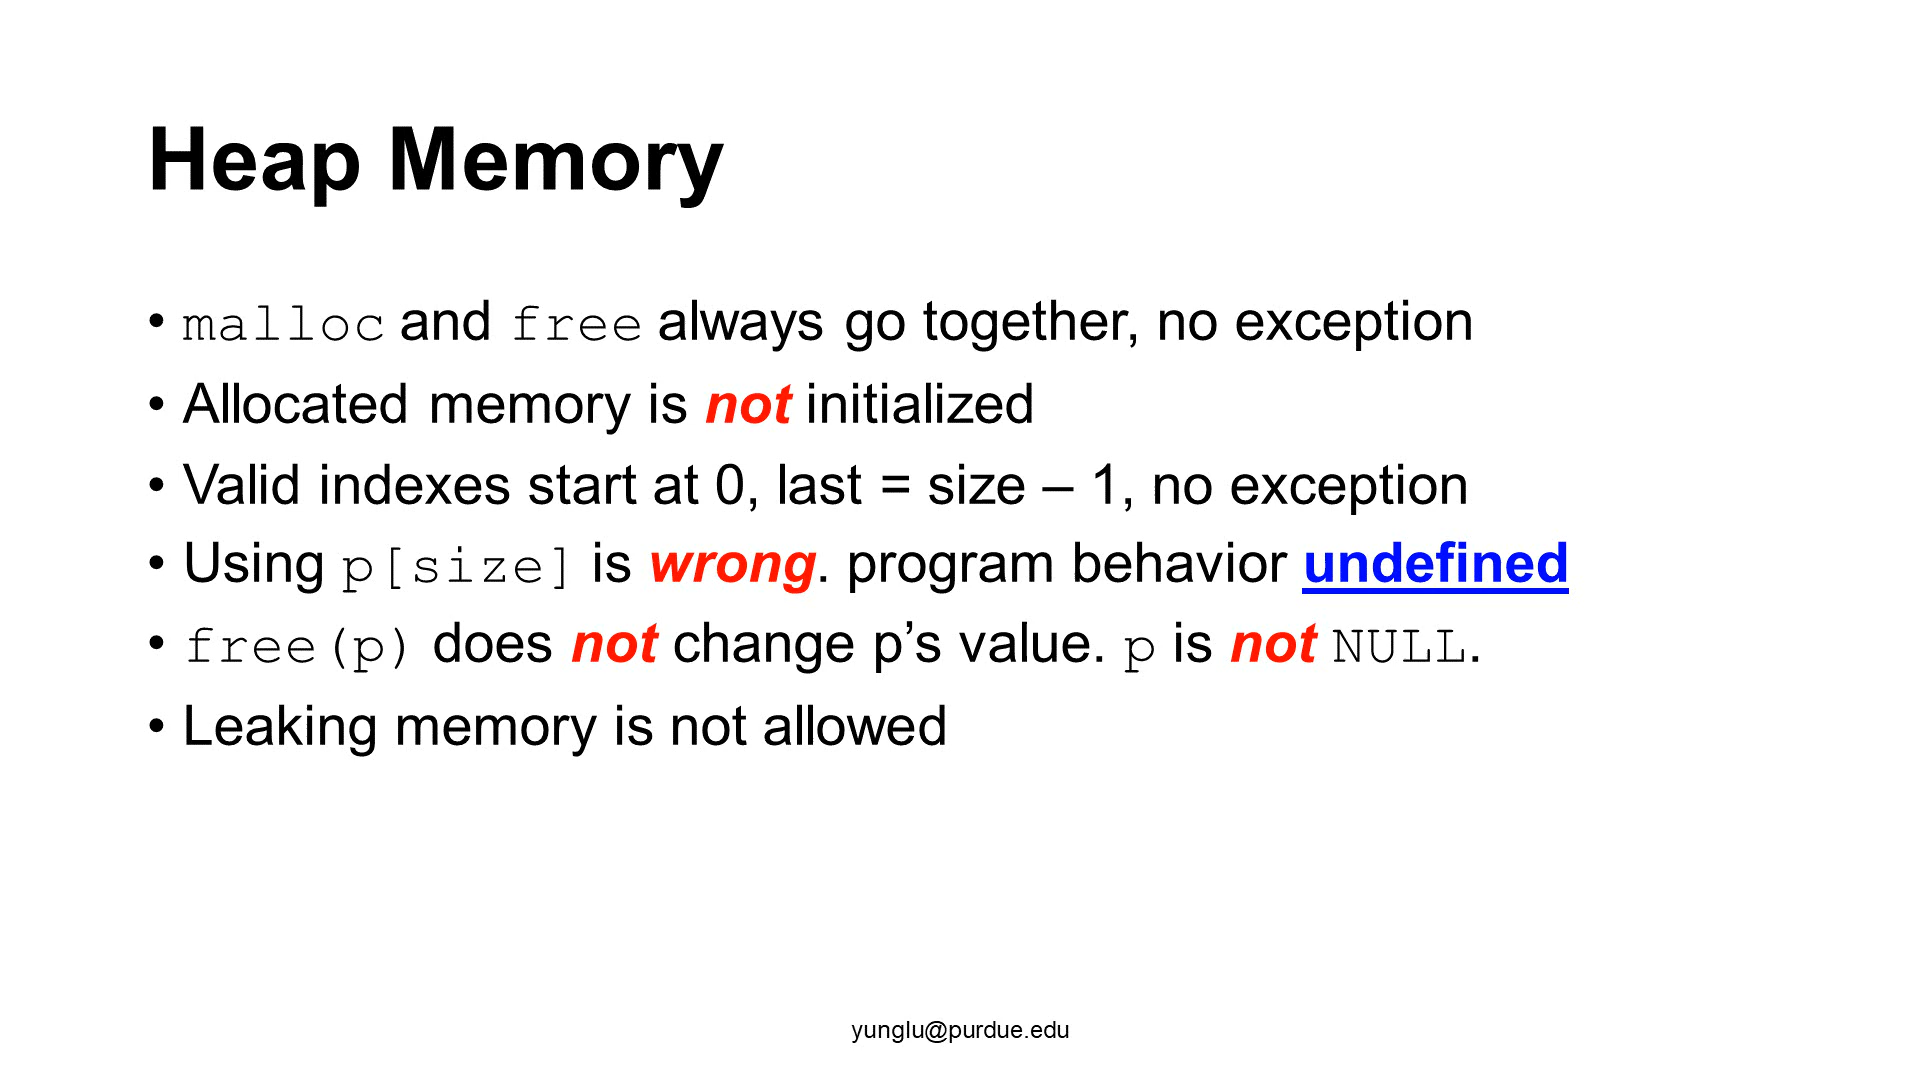 Heap Memory
• malloc and free always go together, no exception
• Allocated memory is not initialized
• Valid indexes start at 0, last = size – 1, no exception
• Using p[size] is wrong. program behavior undefined
• free(p) does not change p’s value. p is not NULL.
• Leaking memory is not allowed
yunglu@purdue.edu